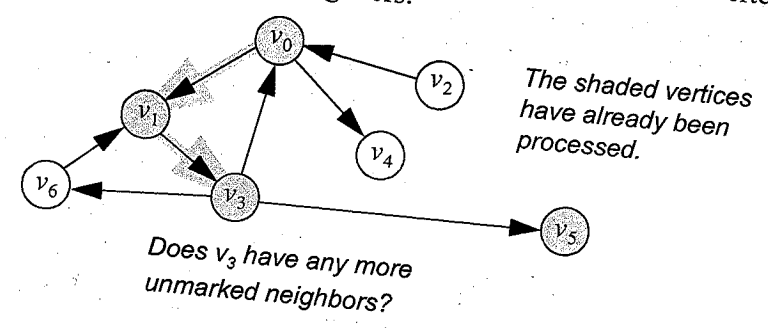 v0
v1
v2
v4
v6
v3
v5
The shaded vertices
have already been
processed.
Does v3 have any more
unmarked neighbors?